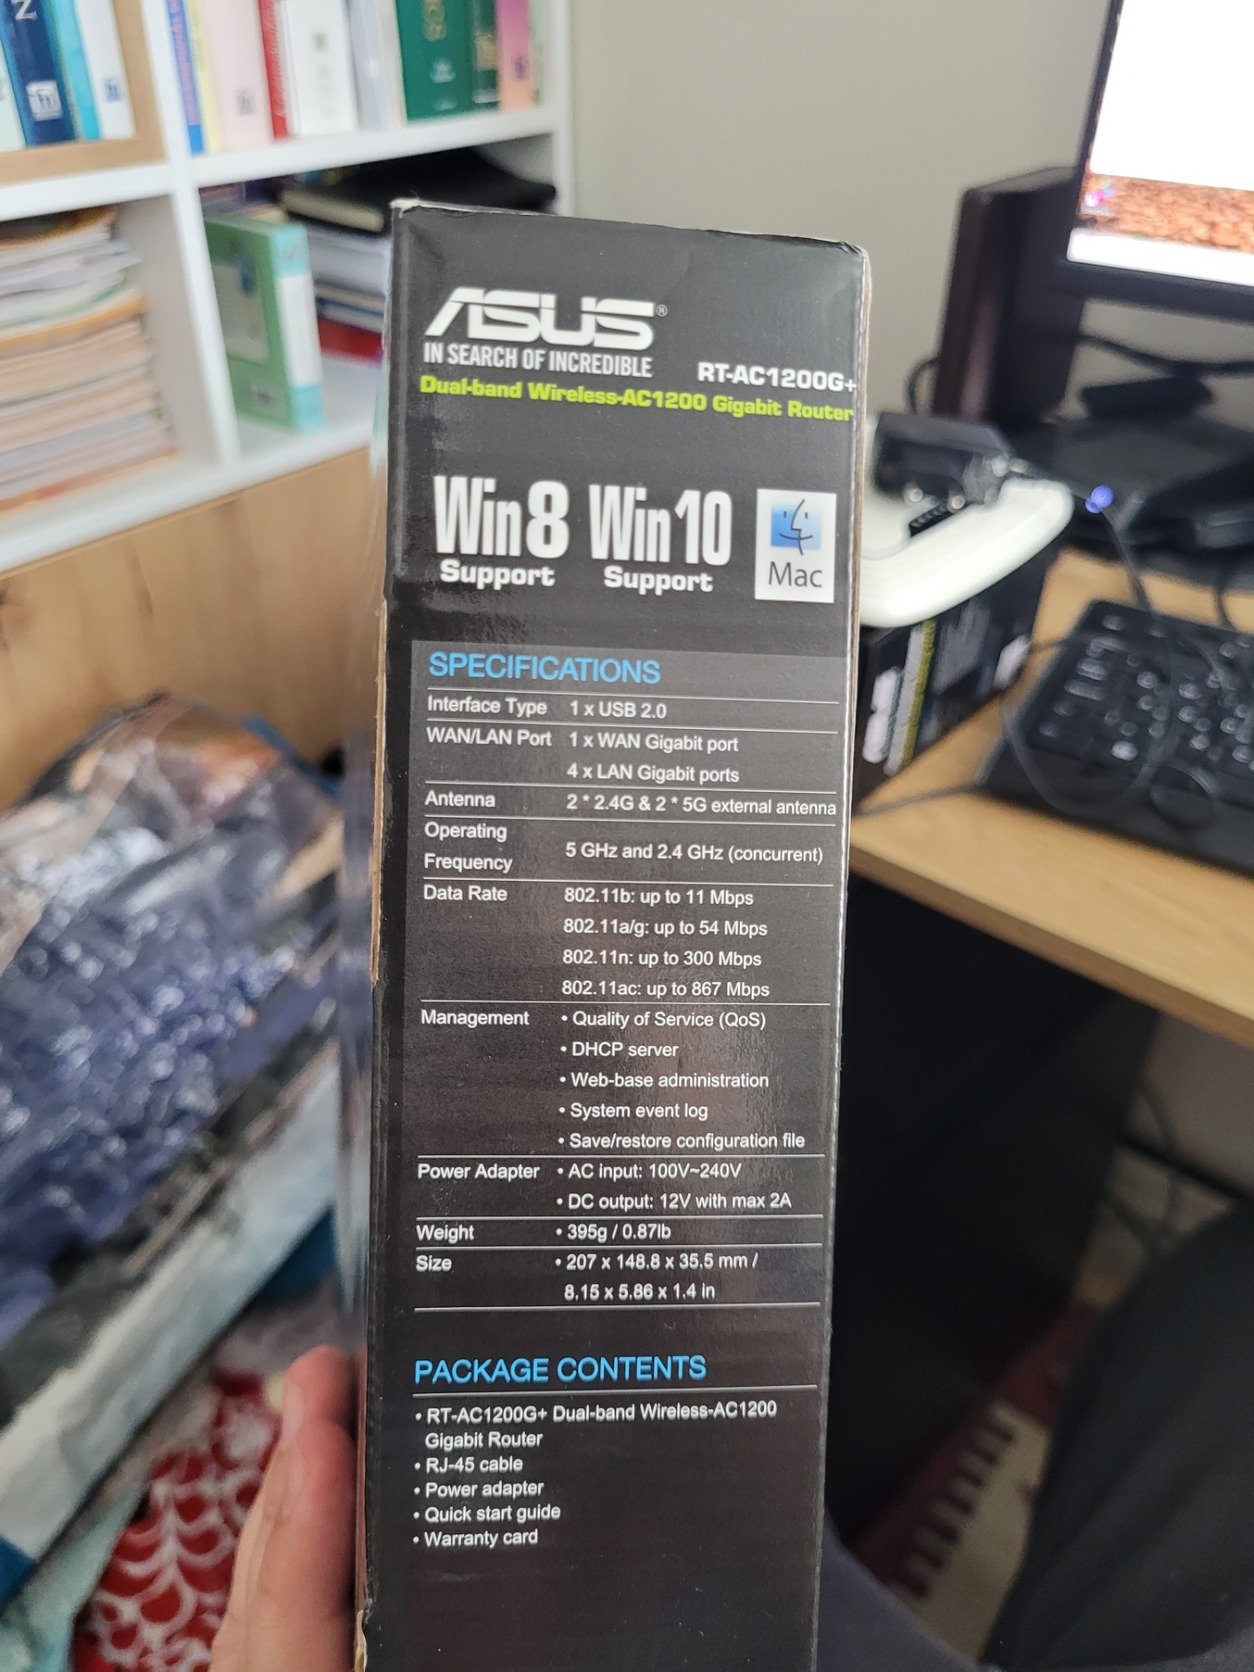 ASUS®
IN SEARCH OF INCREDIBLE
RT-AC1200G+
Dual-band Wireless-AC1200 Gigabit Router
Win8 Win10
Support Support
Mac
SPECIFICATIONS
Interface Type 1 x USB 2.0
WAN/LAN Port 1 x WAN Gigabit port
4 x LAN Gigabit ports
Antenna 2 * 2.4G & 2 * 5G external antenna
Operating
Frequency 5 GHz and 2.4 GHz (concurrent)
Data Rate 802.11b: up to 11 Mbps
802.11a/g: up to 54 Mbps
802.11n: up to 300 Mbps
802.11ac: up to 867 Mbps
Management • Quality of Service (QoS)
• DHCP server
• Web-base administration
• System event log
• Save/restore configuration file
Power Adapter • AC input: 100V~240V
• DC output: 12V with max 2A
Weight • 395g / 0.87lb
Size • 207 x 148.8 x 35.5 mm /
8.15 x 5.86 x 1.4 in
PACKAGE CONTENTS
• RT-AC1200G+ Dual-band Wireless-AC1200
Gigabit Router
• RJ-45 cable
• Power adapter
• Quick start guide
• Warranty card